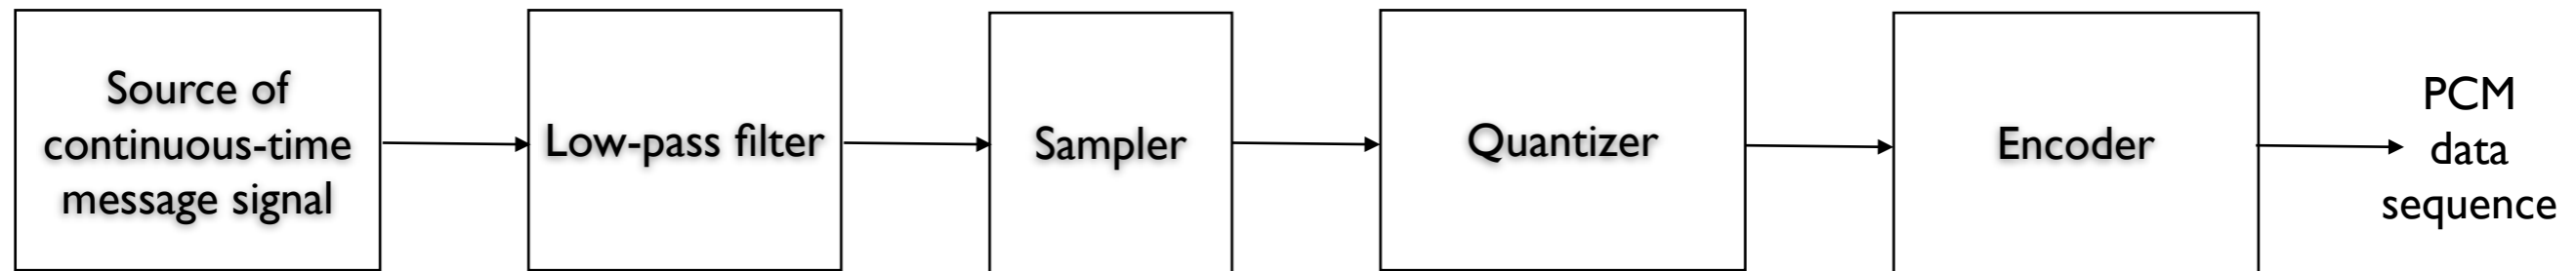 Source of
continuous-time
message signal
Low-pass filter
Sampler
Quantizer
Encoder
PCM
data
sequence